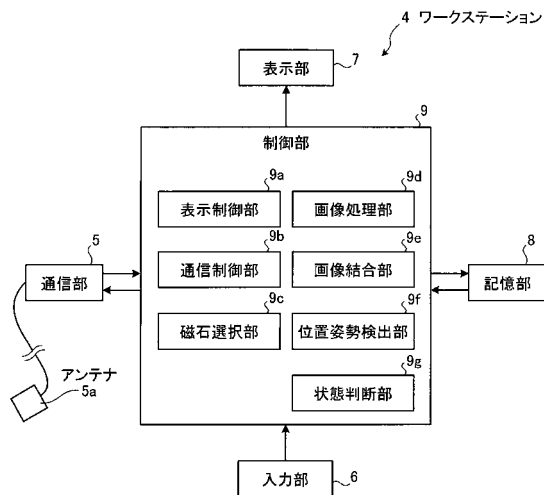 4 ワークステーション
7
表示部
9
制御部
9a
表示制御部
9d
画像処理部
9b
通信制御部
9e
画像結合部
9c
磁石選択部
9f
位置姿勢検出部
9g
状態判断部
5
通信部
8
記憶部
アンテナ
5a
入力部
6